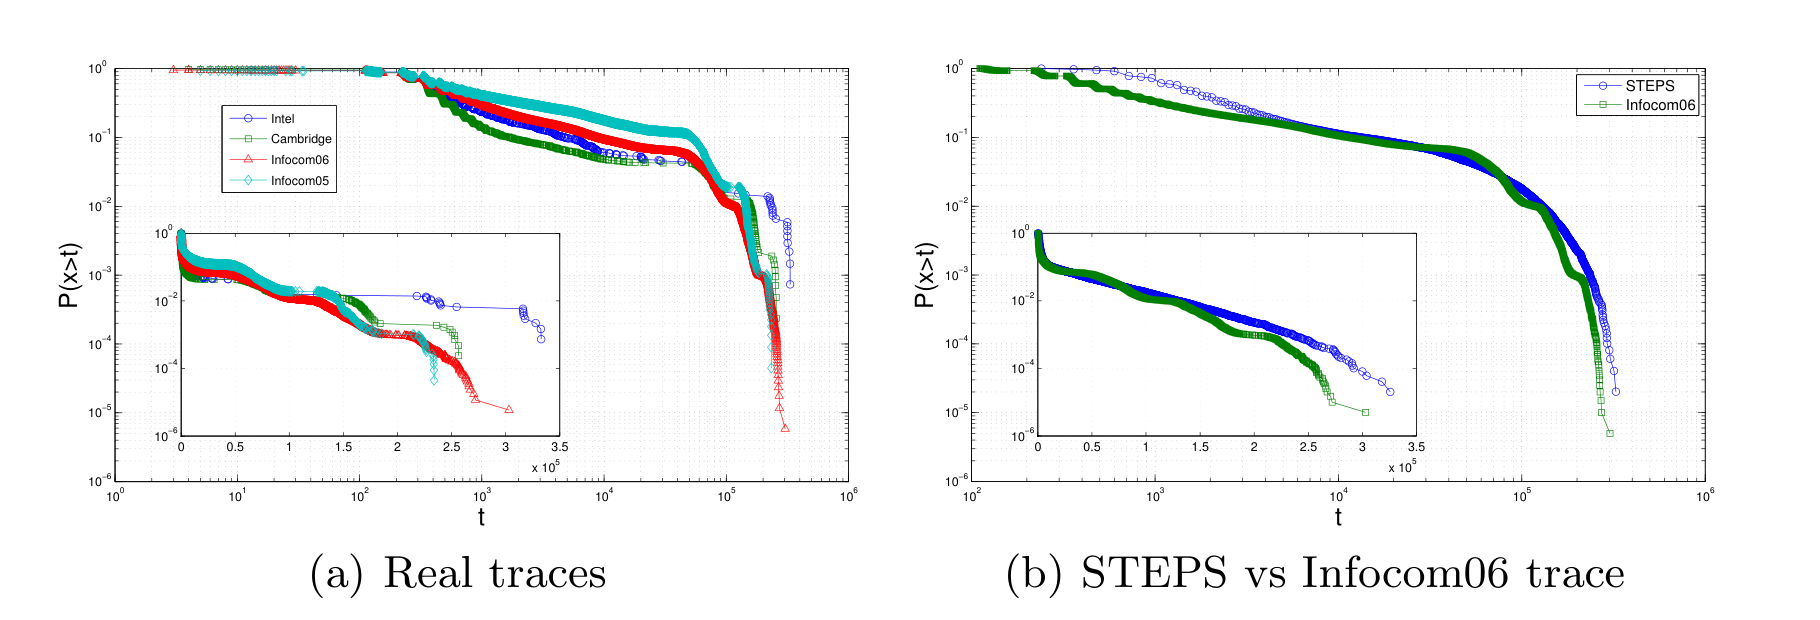 10^0
10^-1
10^-2
10^-3
10^-4
10^-5
10^-6
P(x>t)
Intel
Cambridge
Infocom06
Infocom05
10^0
10^-2
10^-4
10^-6
0 0.5 1 1.5 2 2.5 3 3.5
x 10^5
10^0 10^1 10^2 10^3 10^4 10^5 10^6
t
(a) Real traces
10^0
10^-1
10^-2
10^-3
10^-4
10^-5
10^-6
P(x>t)
STEPS
Infocom06
10^0
10^-2
10^-4
10^-6
0 0.5 1 1.5 2 2.5 3 3.5
x 10^5
10^2 10^3 10^4 10^5 10^6
t
(b) STEPS vs Infocom06 trace